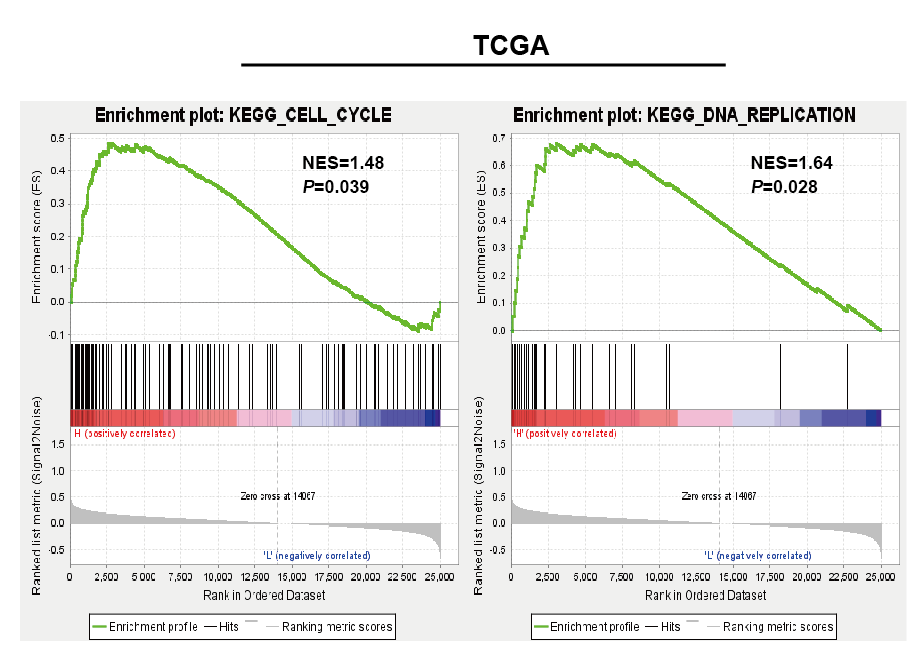 TCGA
Enrichment plot: KEGG_CELL_CYCLE
0.5
0.4
0.3
0.2
0.1
0.0
-0.1
Enrichment score (ES)
NES=1.48
P=0.039
'H' (positively correlated)
1.5
1.0
0.5
0.0
-0.5
Ranked list metric (Signal2Noise)
Zero cross at 14067
'L' (negatively correlated)
0 2,500 5,000 7,500 10,000 12,500 15,000 17,500 20,000 22,500 25,000
Rank in Ordered Dataset
Enrichment profile Hits Ranking metric scores
Enrichment plot: KEGG_DNA_REPLICATION
0.7
0.6
0.5
0.4
0.3
0.2
0.1
0.0
Enrichment score (ES)
NES=1.64
P=0.028
'H' (positively correlated)
1.5
1.0
0.5
0.0
-0.5
Ranked list metric (Signal2Noise)
Zero cross at 14067
'L' (negatively correlated)
0 2,500 5,000 7,500 10,000 12,500 15,000 17,500 20,000 22,500 25,000
Rank in Ordered Dataset
Enrichment profile Hits Ranking metric scores